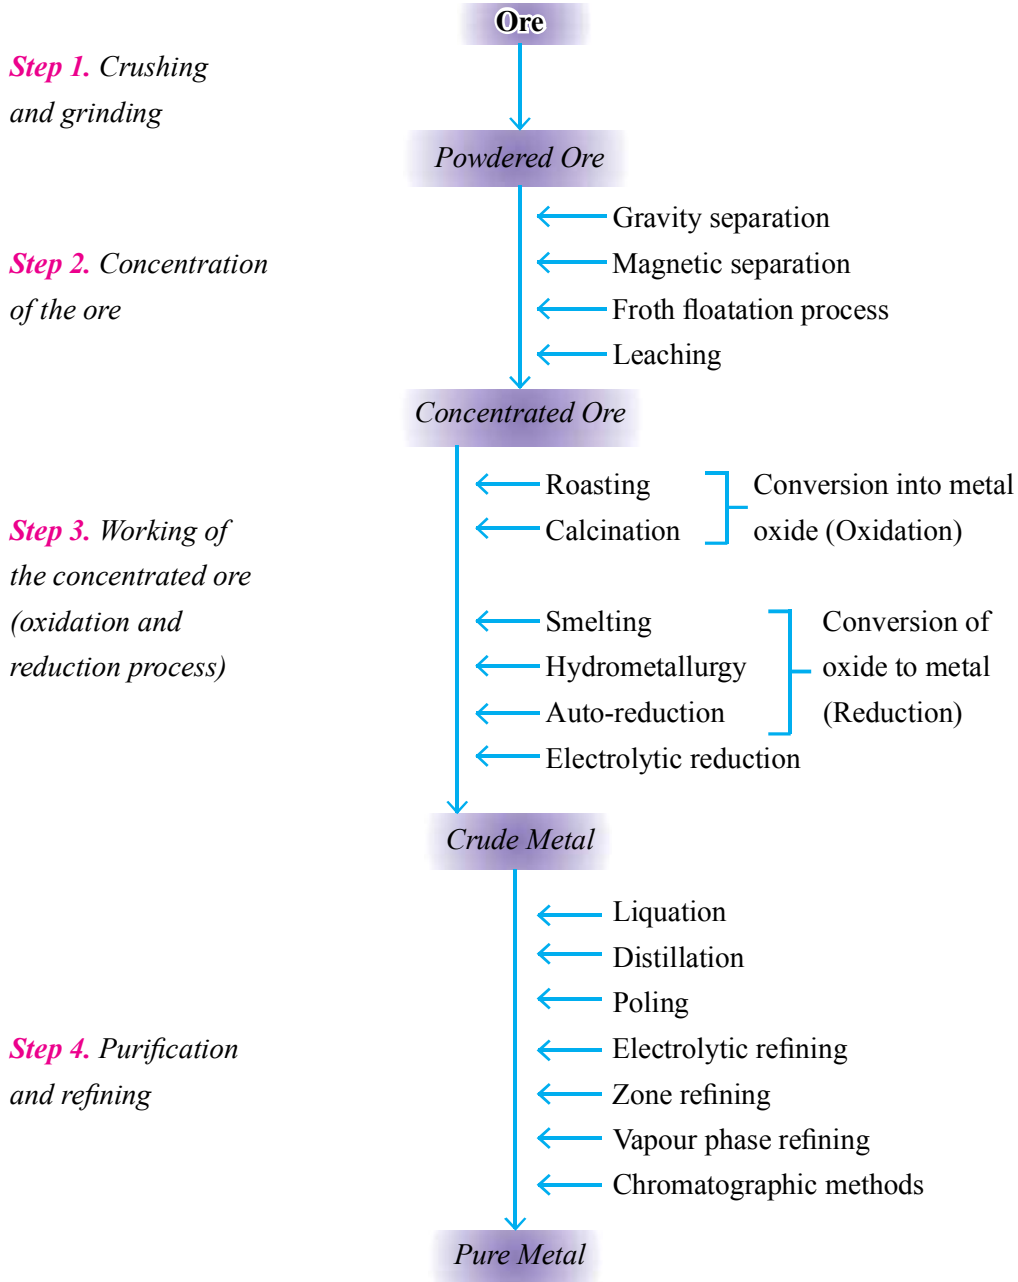 Ore
Step 1. Crushing
and grinding
Powdered Ore
Gravity separation
Step 2. Concentration
of the ore
Magnetic separation
Froth floatation process
Leaching
Concentrated Ore
Roasting
Calcination
Conversion into metal
oxide (Oxidation)
Step 3. Working of
the concentrated ore
(oxidation and
reduction process)
Smelting
Hydrometallurgy
Auto-reduction
Conversion of
oxide to metal
(Reduction)
Electrolytic reduction
Crude Metal
Liquation
Distillation
Poling
Step 4. Purification
and refining
Electrolytic refining
Zone refining
Vapour phase refining
Chromatographic methods
Pure Metal